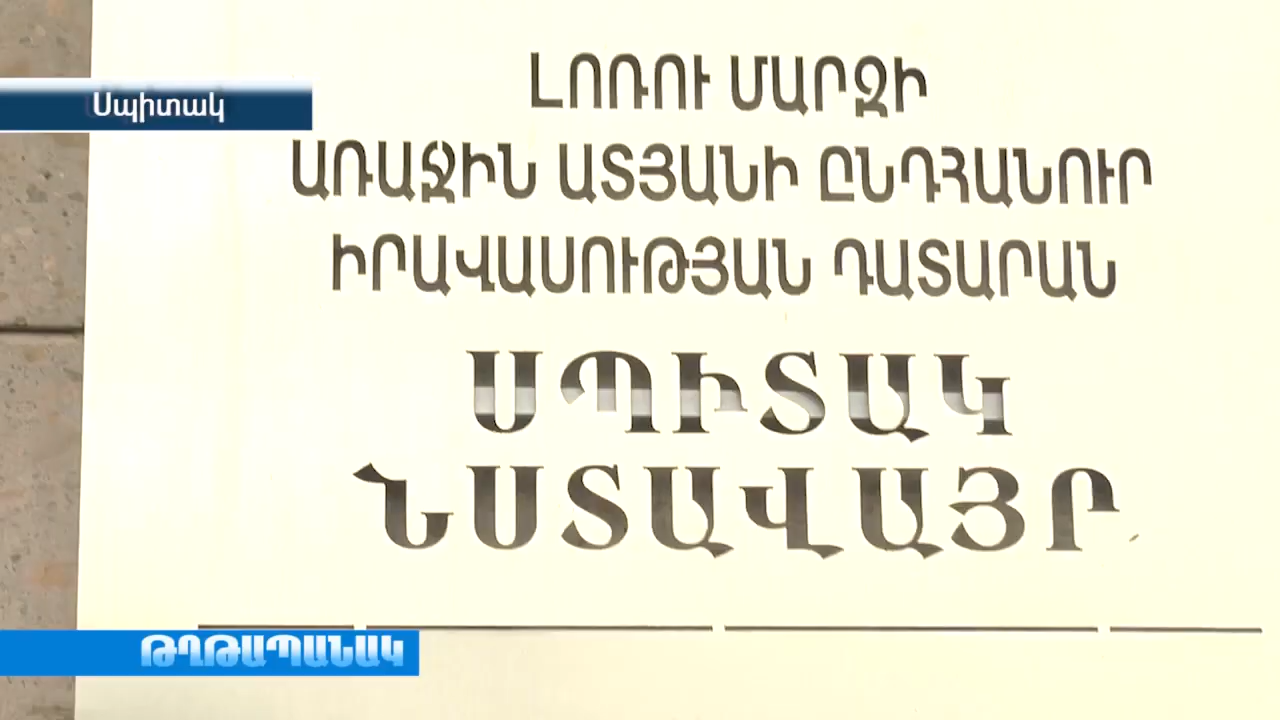 Սպիտակ
ԼՈՌՈՒ ՄԱՐԶԻ
ԱՌԱՋԻՆ ԱՏՅԱՆԻ ԸՆԴՀԱՆՈՒՐ
ԻՐԱՎԱՍՈՒԹՅԱՆ ԴԱՏԱՐԱՆ
ՍՊԻՏԱԿ
ՆՍՏԱՎԱՅՐ
ԹՂԹԱՊԱՆԱԿ